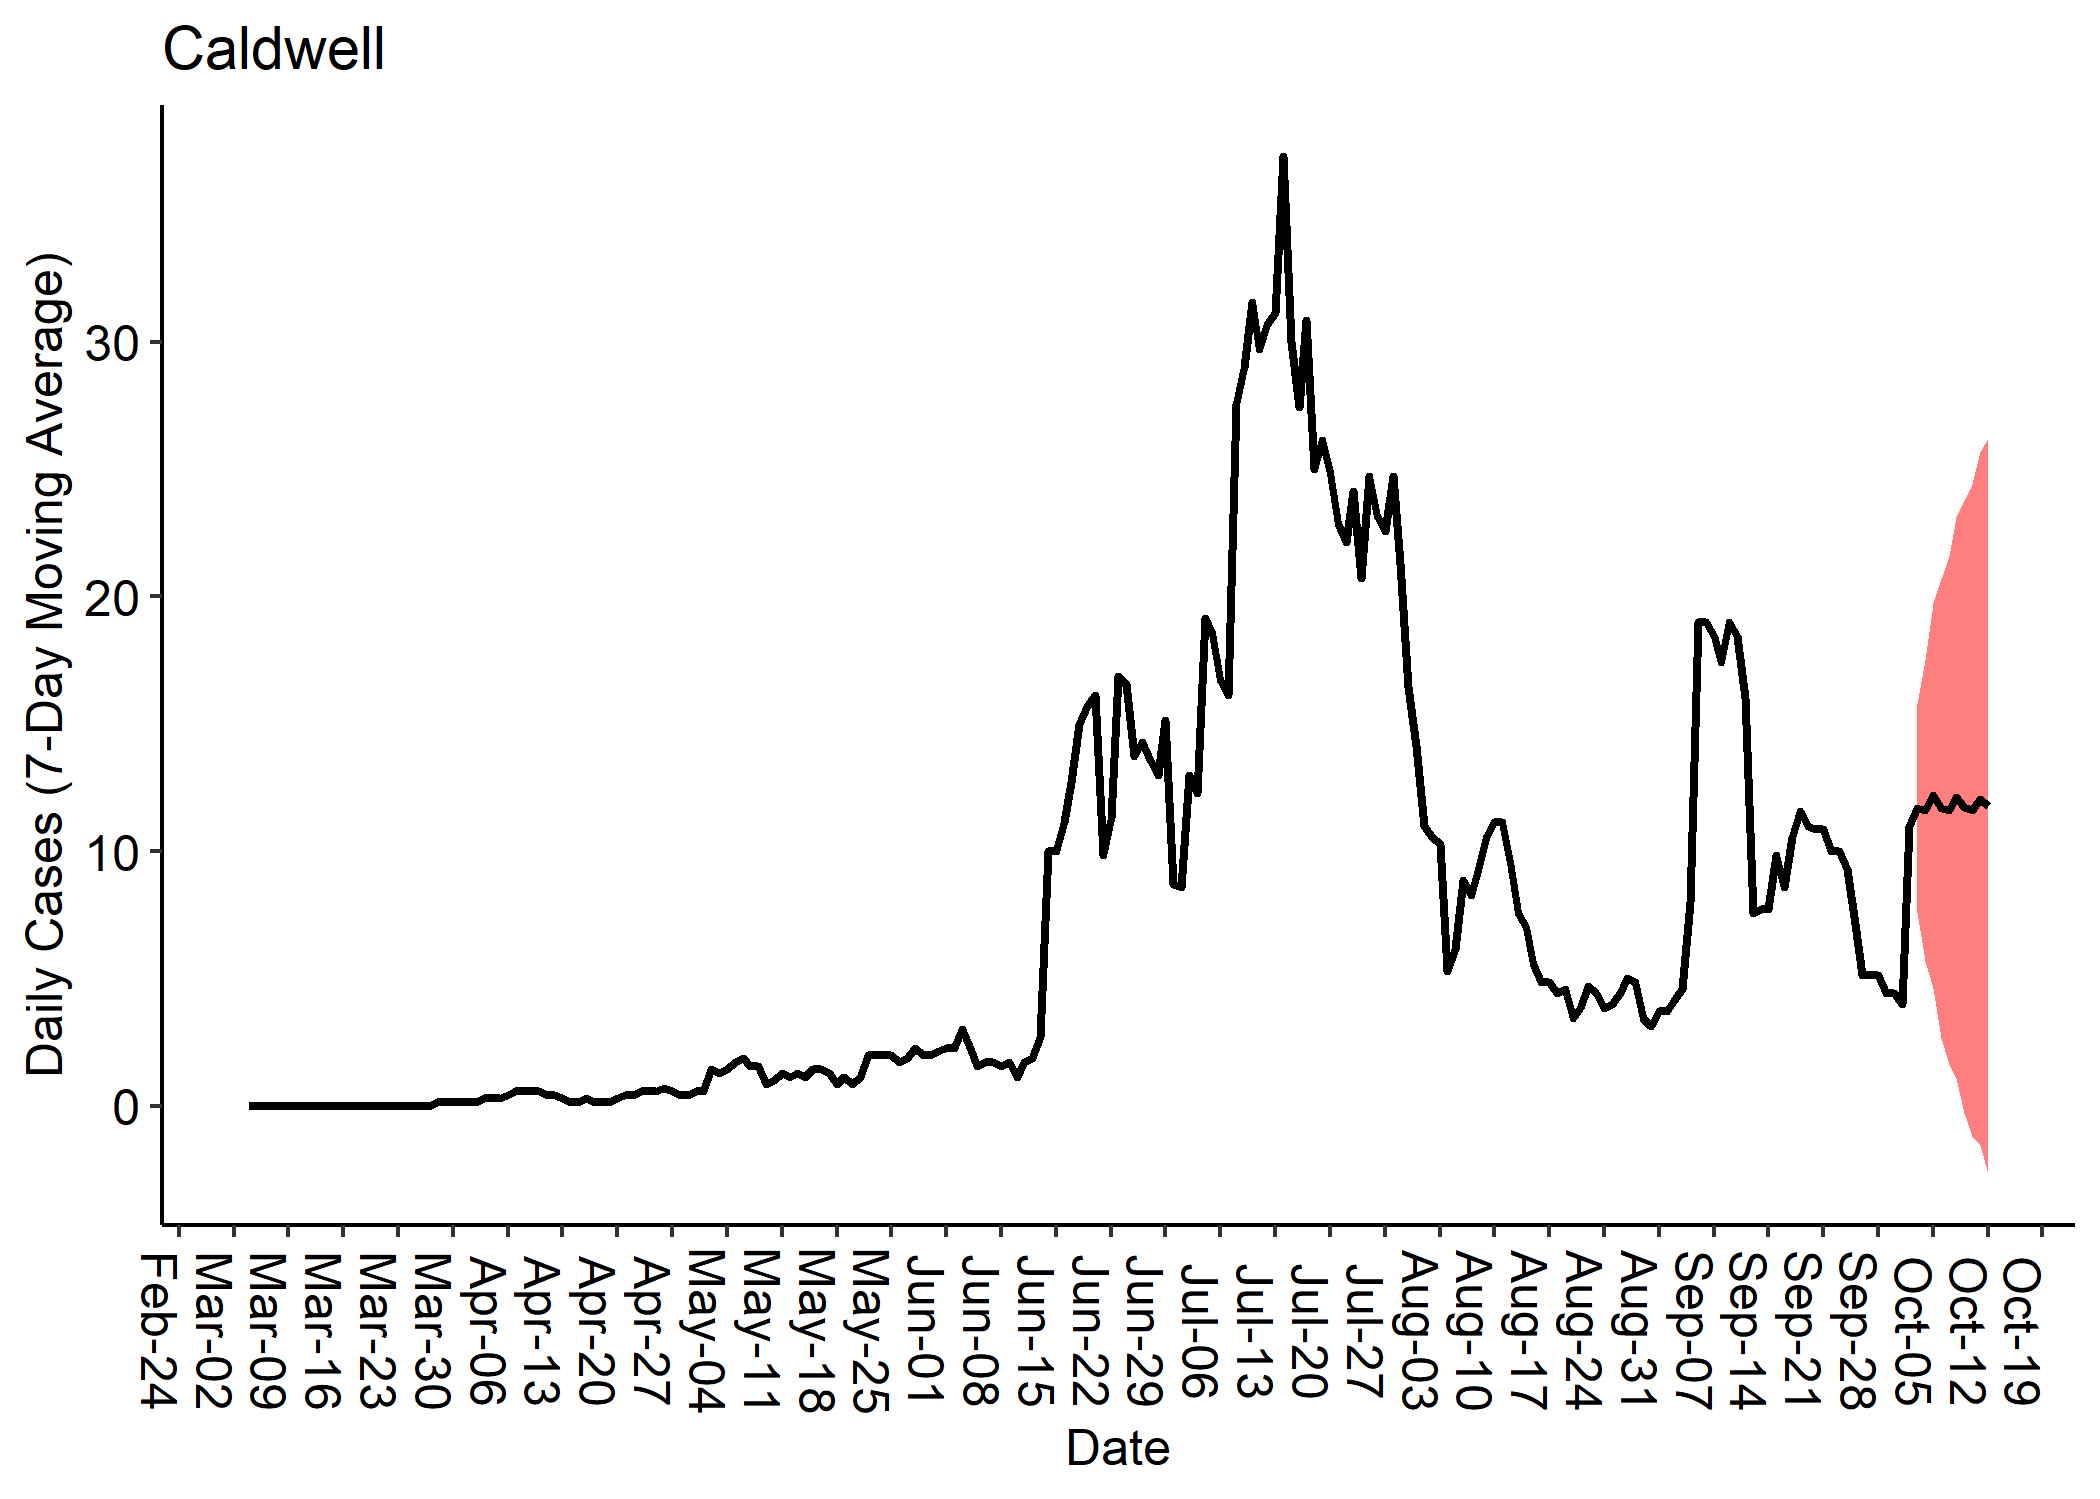 Caldwell
Daily Cases (7-Day Moving Average)
30
20
10
0
Feb-24
Mar-02
Mar-09
Mar-16
Mar-23
Mar-30
Apr-06
Apr-13
Apr-20
Apr-27
May-04
May-11
May-18
May-25
Jun-01
Jun-08
Jun-15
Jun-22
Jun-29
Jul-06
Jul-13
Jul-20
Jul-27
Aug-03
Aug-10
Aug-17
Aug-24
Aug-31
Sep-07
Sep-14
Sep-21
Sep-28
Oct-05
Oct-12
Oct-19
Date